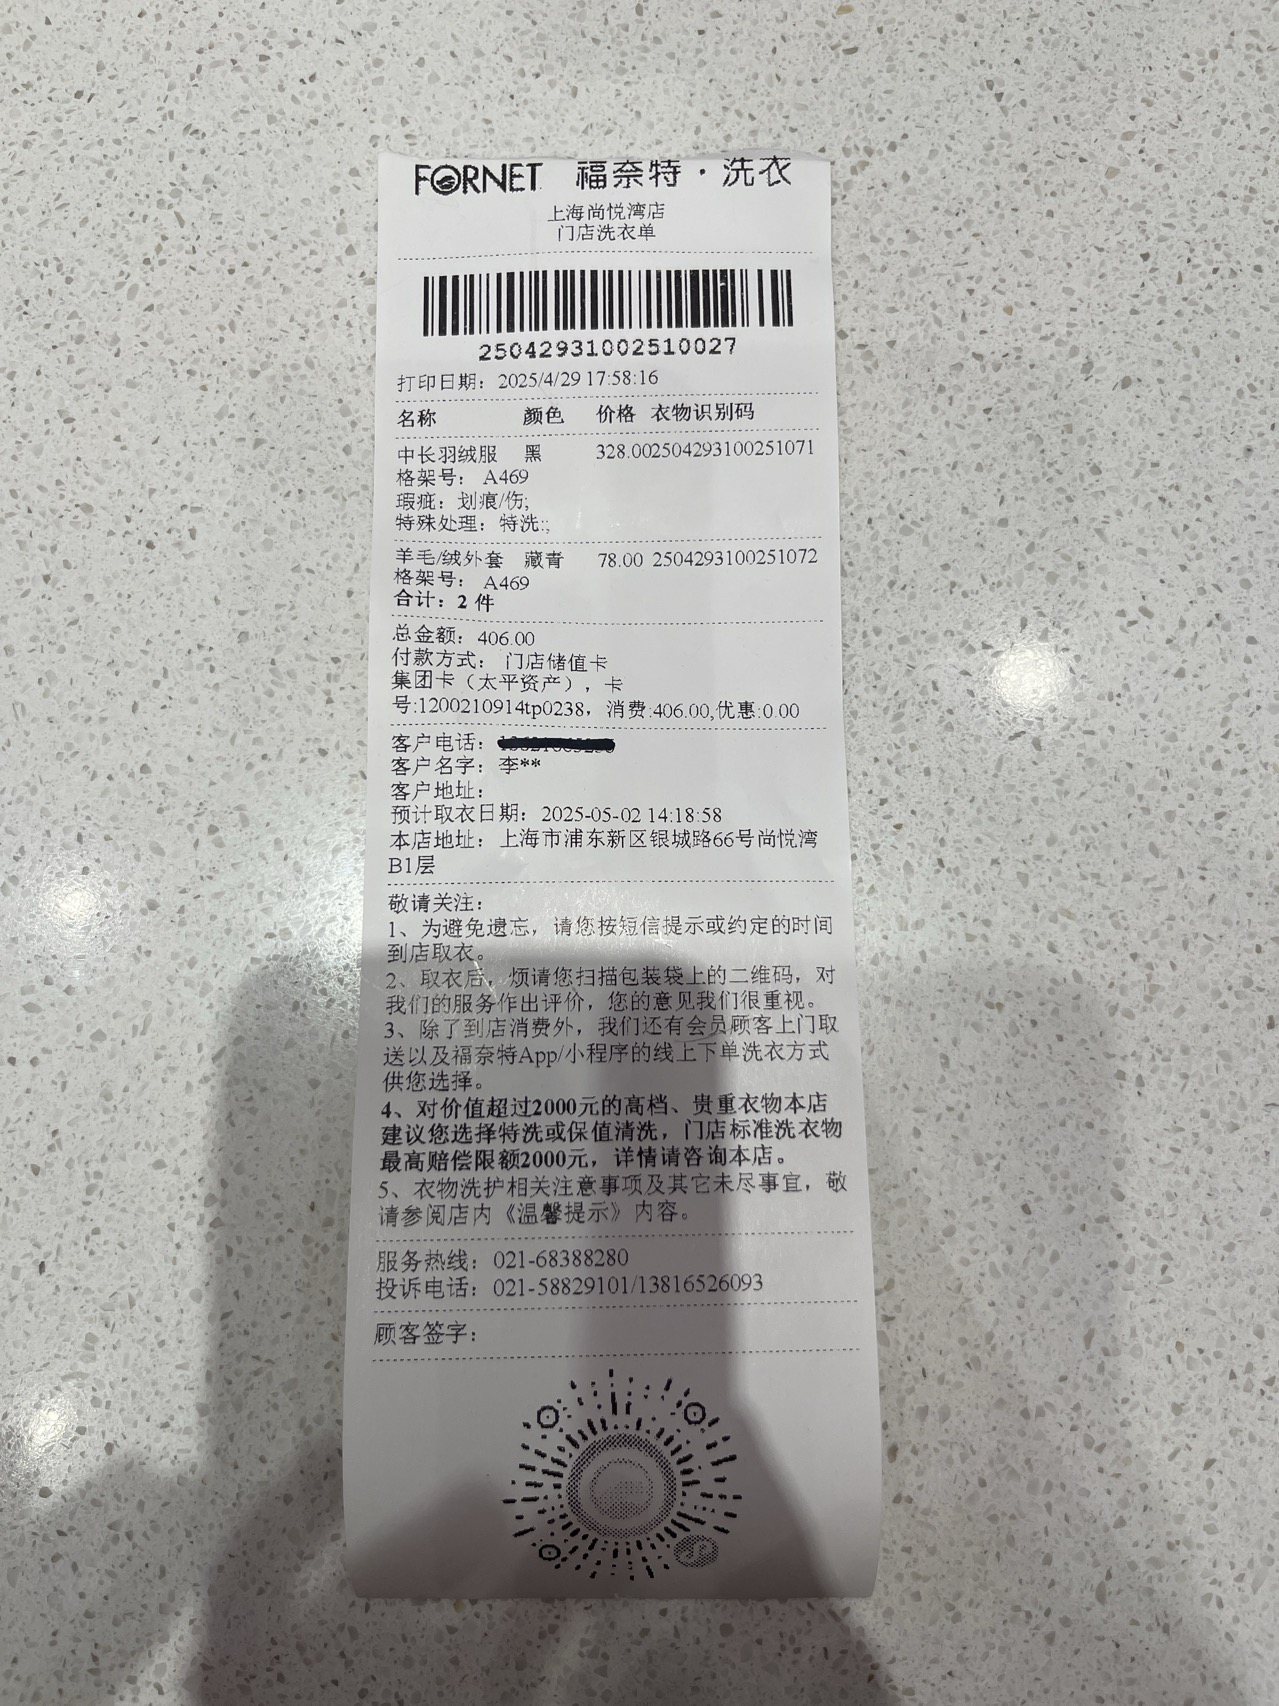 FORNET 福奈特·洗衣
上海尚悦湾店
门店洗衣单
25042931002510027
打印日期：2025/4/29 17:58:16
名称 颜色 价格 衣物识别码
中长羽绒服 黑 328.002504293100251071
格架号：A469
瑕疵：划痕/伤;
特殊处理：特洗:;
羊毛/绒外套 藏青 78.00 2504293100251072
格架号：A469
合计：2 件
总金额：406.00
付款方式：门店储值卡
集团卡（太平资产），卡
号:1200210914tp0238，消费:406.00,优惠:0.00
客户电话：
客户名字：李**
客户地址：
预计取衣日期：2025-05-02 14:18:58
本店地址：上海市浦东新区银城路66号尚悦湾
B1层
敬请关注：
1、为避免遗忘，请您按短信提示或约定的时间
到店取衣。
2、取衣后，烦请您扫描包装袋上的二维码，对
我们的服务作出评价，您的意见我们很重视。
3、除了到店消费外，我们还有会员顾客上门取
送以及福奈特App/小程序的线上下单洗衣方式
供您选择。
4、对价值超过2000元的高档、贵重衣物本店
建议您选择特洗或保值清洗，门店标准洗衣物
最高赔偿限额2000元，详情请咨询本店。
5、衣物洗护相关注意事项及其它未尽事宜，敬
请参阅店内《温馨提示》内容。
服务热线：021-68388280
投诉电话：021-58829101/13816526093
顾客签字：